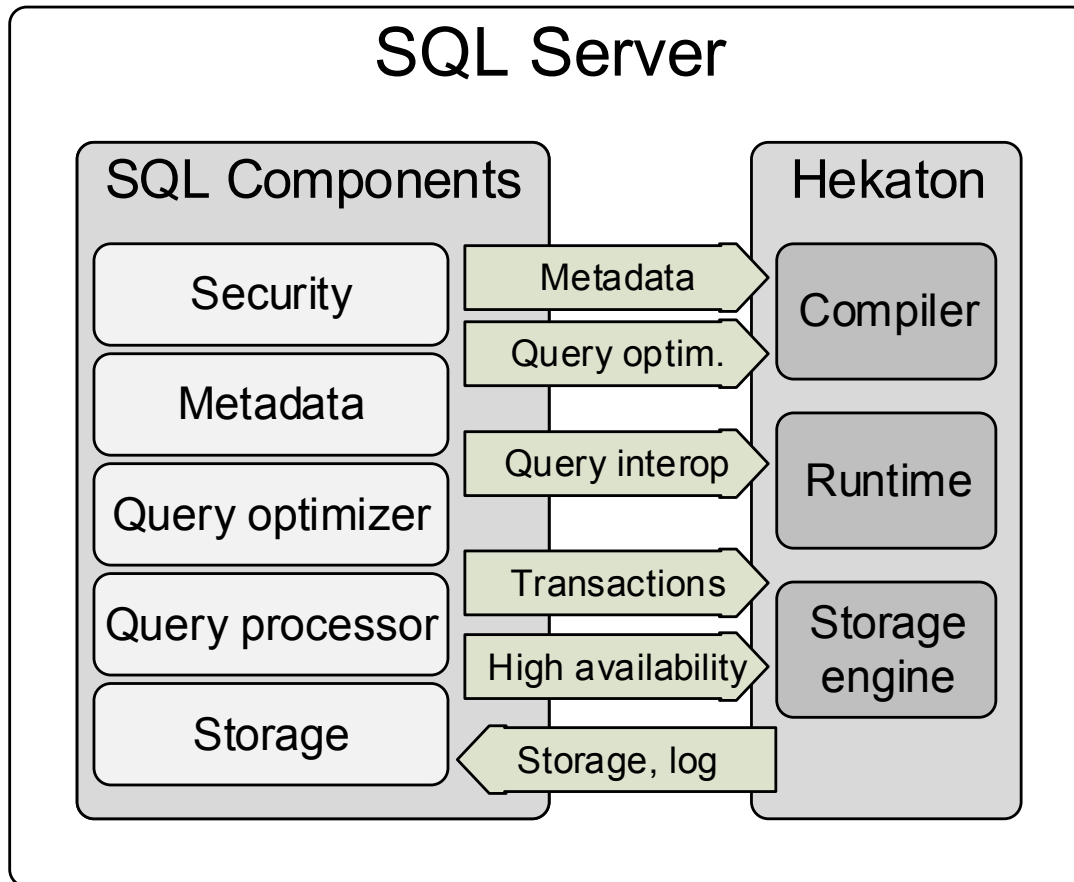 SQL Server
SQL Components
Security
Metadata
Query optimizer
Query processor
Storage
Metadata
Query optim.
Query interop
Transactions
High availability
Storage, log
Hekaton
Compiler
Runtime
Storage
engine